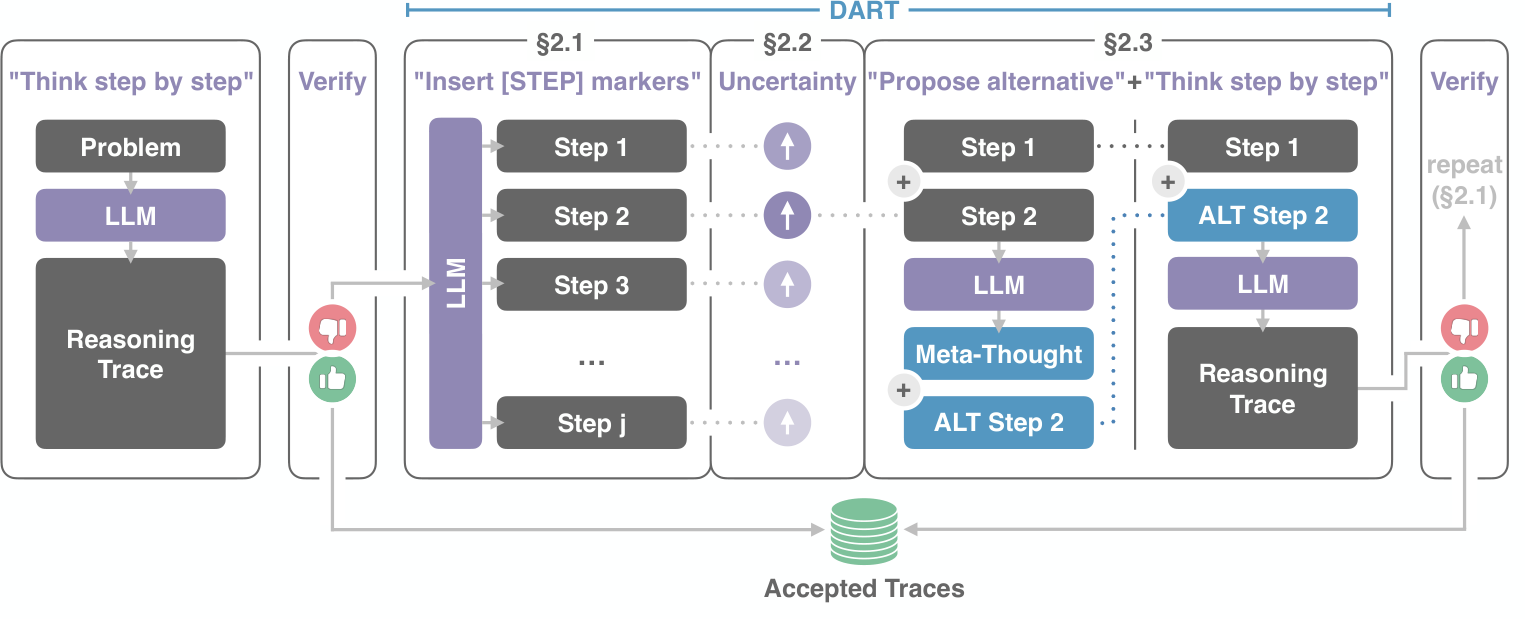 DART
"Think step by step"
Problem
LLM
Reasoning
Trace
Verify
§2.1
"Insert [STEP] markers"
LLM
Step 1
Step 2
Step 3
...
Step j
§2.2
Uncertainty
...
§2.3
"Propose alternative"+"Think step by step"
Step 1
+
Step 2
LLM
Meta-Thought
+
ALT Step 2
Step 1
+
ALT Step 2
LLM
Reasoning
Trace
Verify
repeat
(§2.1)
Accepted Traces